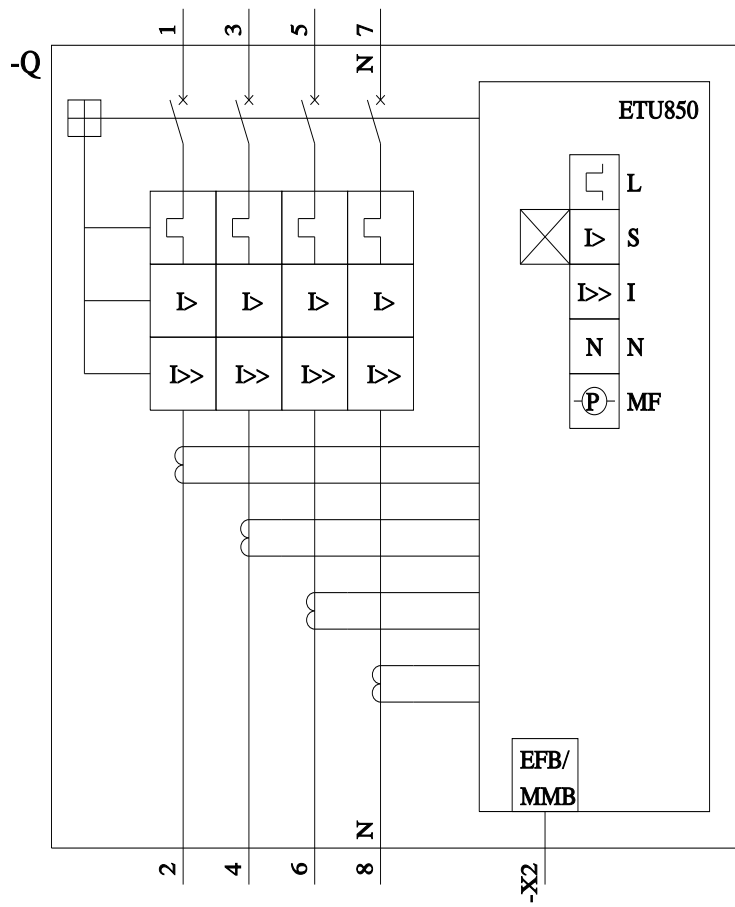 1 3 5 7
-Q
N
ETU850
L
I> S
I>> I
N N
P MF
I> I> I> I>
I>> I>> I>> I>>
EFB/
MMB
N
2 4 6 8
-X2